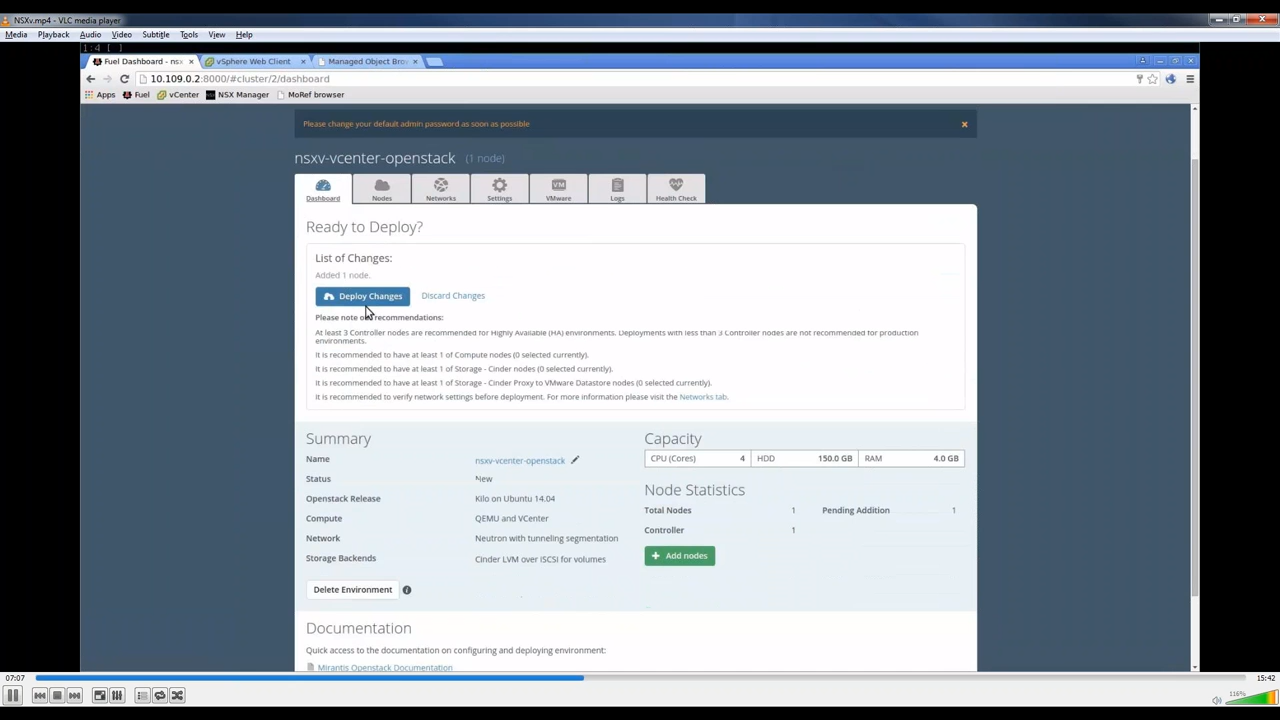 NSXv.mp4 - VLC media player
Media Playback Audio Video Subtitle Tools View Help
1:4 [ ]
Fuel Dashboard - nsx × vSphere Web Client × Managed Object Bro ×
10.109.0.2:8000/#cluster/2/dashboard
Apps Fuel vCenter NSX Manager MoRef browser
Please change your default admin password as soon as possible ×
nsxv-vcenter-openstack (1 node)
Dashboard Nodes Networks Settings VMware Logs Health Check
Ready to Deploy?
List of Changes:
Added 1 node.
Deploy Changes Discard Changes
Please note recommendations:
At least 3 Controller nodes are recommended for Highly Available (HA) environments. Deployments with less than 3 Controller nodes are not recommended for production
environments.
It is recommended to have at least 1 of Compute nodes (0 selected currently).
It is recommended to have at least 1 of Storage - Cinder nodes (0 selected currently).
It is recommended to have at least 1 of Storage - Cinder Proxy to VMware Datastore nodes (0 selected currently).
It is recommended to verify network settings before deployment. For more information please visit the Networks tab.
Summary
Name nsxv-vcenter-openstack
Status New
Openstack Release Kilo on Ubuntu 14.04
Compute QEMU and VCenter
Network Neutron with tunneling segmentation
Storage Backends Cinder LVM over iSCSI for volumes
Delete Environment
Capacity
CPU (Cores) 4 HDD 150.0 GB RAM 4.0 GB
Node Statistics
Total Nodes 1 Pending Addition 1
Controller 1
+ Add nodes
Documentation
Quick access to the documentation on configuring and deploying environment:
Mirantis Openstack Documentation
07:07 15:42
116%